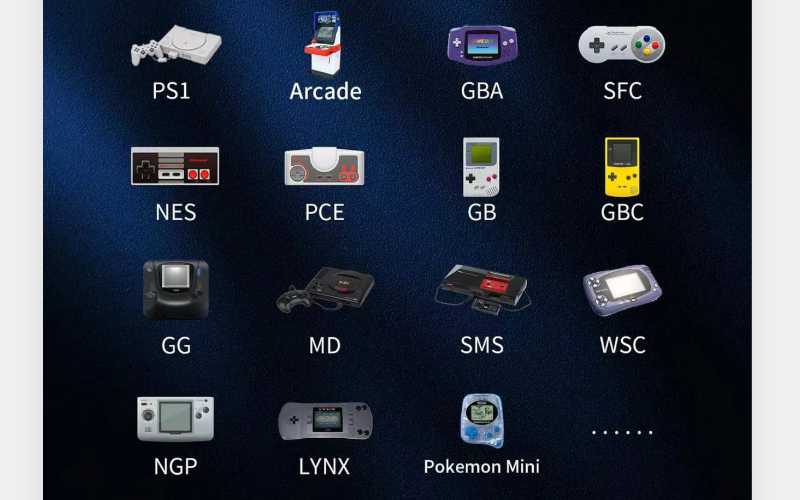 PS1 Arcade GBA SFC
NES PCE GB GBC
GG MD SMS WSC
NGP LYNX Pokemon Mini ......